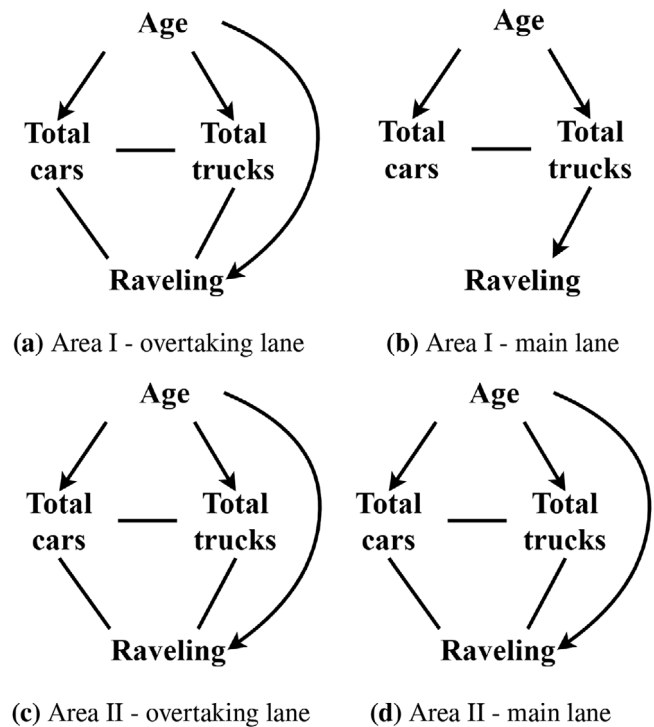 Age
Age
Total
cars
Total
trucks
Total
cars
Total
trucks
Raveling
Raveling
(a) Area I - overtaking lane
(b) Area I - main lane
Age
Age
Total
cars
Total
trucks
Total
cars
Total
trucks
Raveling
Raveling
(c) Area II - overtaking lane
(d) Area II - main lane